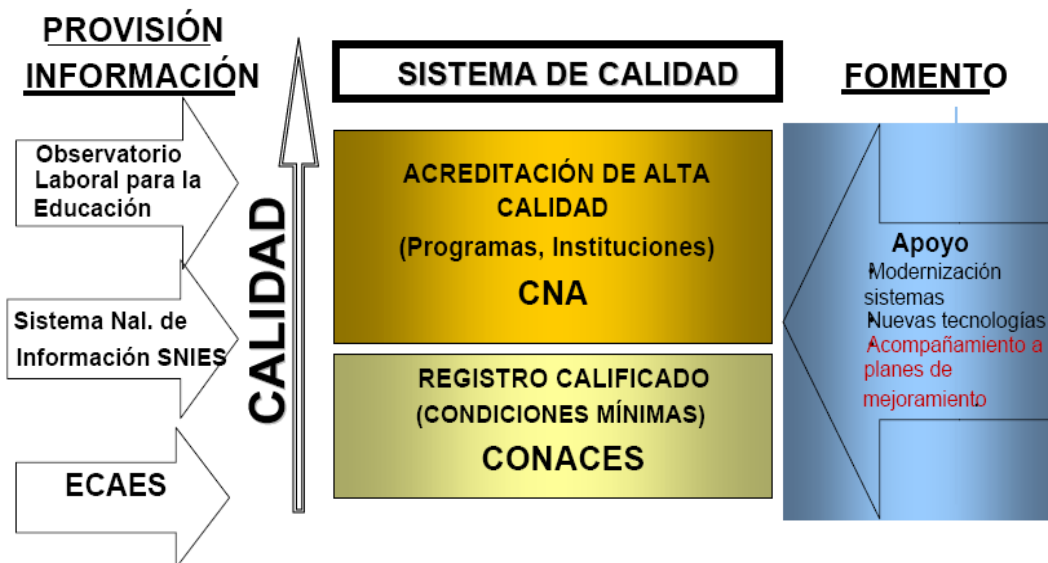 PROVISIÓN
INFORMACIÓN
Observatorio
Laboral para la
Educación
Sistema Nal. de
Información SNIES
ECAES
CALIDAD
SISTEMA DE CALIDAD
ACREDITACIÓN DE ALTA
CALIDAD
(Programas, Instituciones)
CNA
REGISTRO CALIFICADO
(CONDICIONES MÍNIMAS)
CONACES
FOMENTO
Apoyo
•Modernización
sistemas
•Nuevas tecnologías
•Acompañamiento a
planes de
mejoramiento.